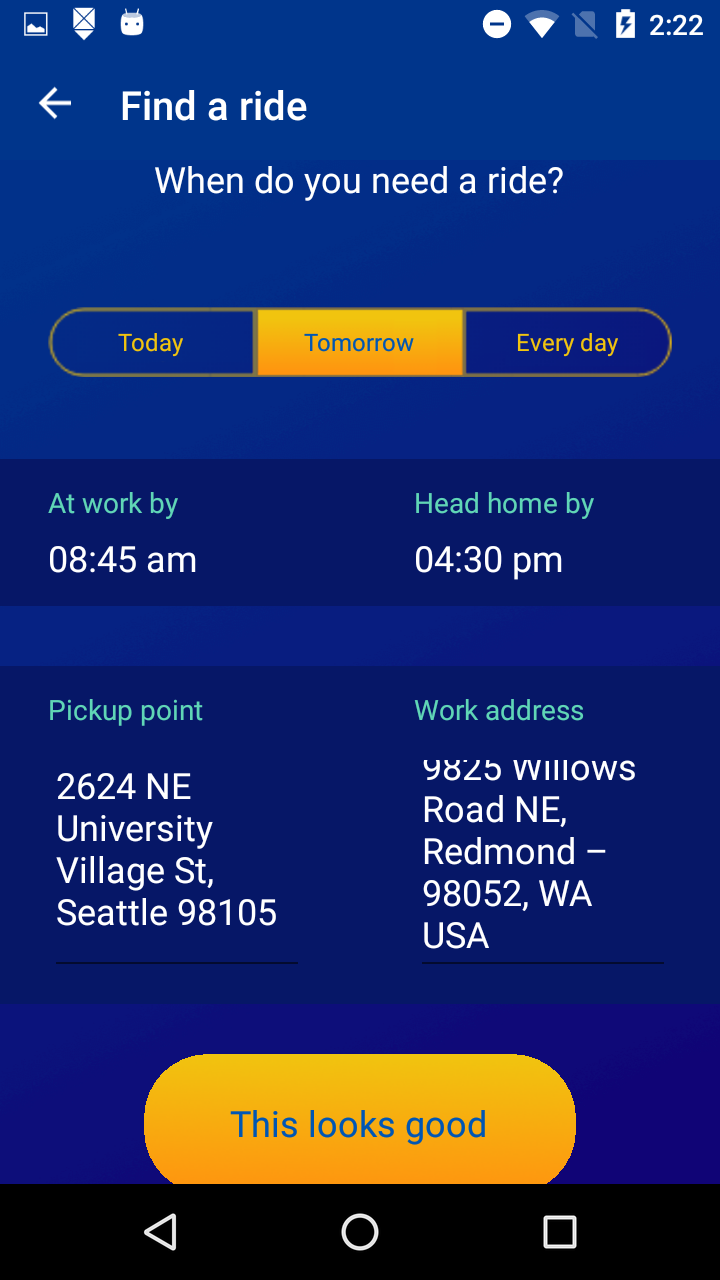 2:22
Find a ride
When do you need a ride?
Today
Tomorrow
Every day
At work by
Head home by
08:45 am
04:30 pm
Pickup point
Work address
2624 NE
University
Village St,
Seattle 98105
9825 Willows
Road NE,
Redmond –
98052, WA
USA
This looks good